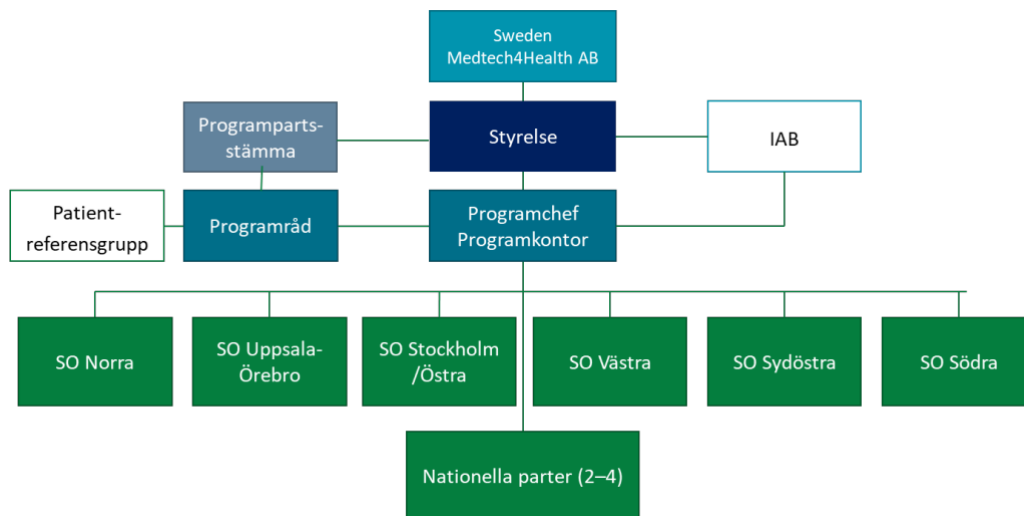 Sweden
Medtech4Health AB
Programparts-
stämma
Styrelse
IAB
Patient-
referensgrupp
Programråd
Programchef
Programkontor
SO Norra
SO Uppsala-
Örebro
SO Stockholm
/Östra
SO Västra
SO Sydöstra
SO Södra
Nationella parter (2–4)